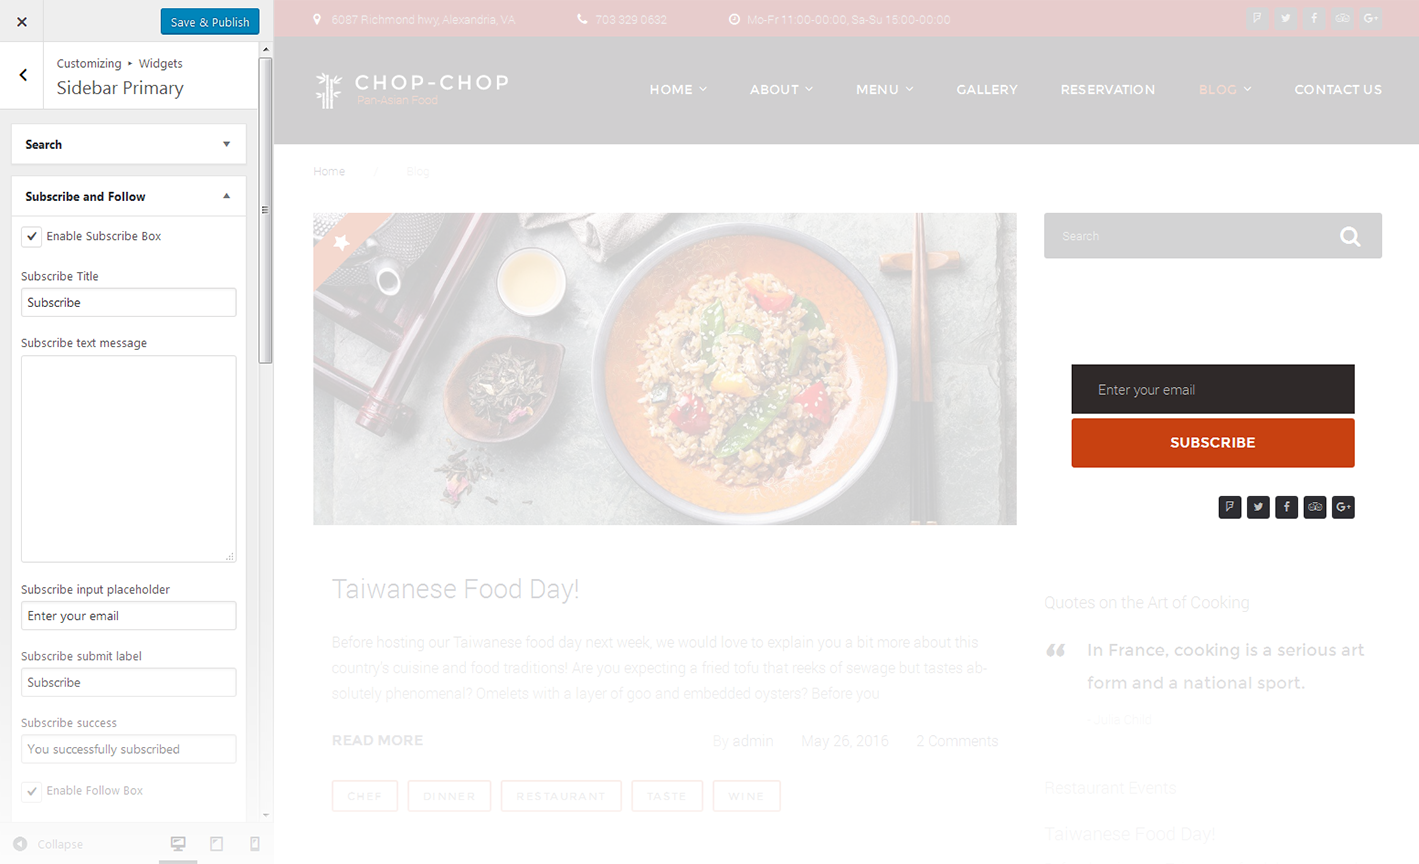 Save & Publish
Customizing ▸ Widgets
Sidebar Primary
Search
Subscribe and Follow
Enable Subscribe Box
Subscribe Title
Subscribe
Subscribe text message
Subscribe input placeholder
Enter your email
Subscribe submit label
Subscribe
Subscribe success
You successfully subscribed
Enable Follow Box
Collapse
6087 Richmond hwy, Alexandria, VA
703 329 0632
Mo-Fr 11:00-00:00, Sa-Su 15:00-00:00
CHOP-CHOP
Pan-Asian Food
HOME ABOUT MENU GALLERY RESERVATION BLOG CONTACT US
Home / Blog
Taiwanese Food Day!
Before hosting our Taiwanese food day next week, we would love to explain you a bit more about this
country's cuisine and food traditions! Are you expecting a fried tofu that reeks of sewage but tastes ab-
solutely phenomenal? Omelets with a layer of goo and embedded oysters? Before you
READ MORE
By admin May 26, 2016 2 Comments
CHEF DINNER RESTAURANT TASTE WINE
Search
Enter your email
SUBSCRIBE
Quotes on the Art of Cooking
In France, cooking is a serious art
form and a national sport.
- Julia Child
Restaurant Events
Taiwanese Food Day!